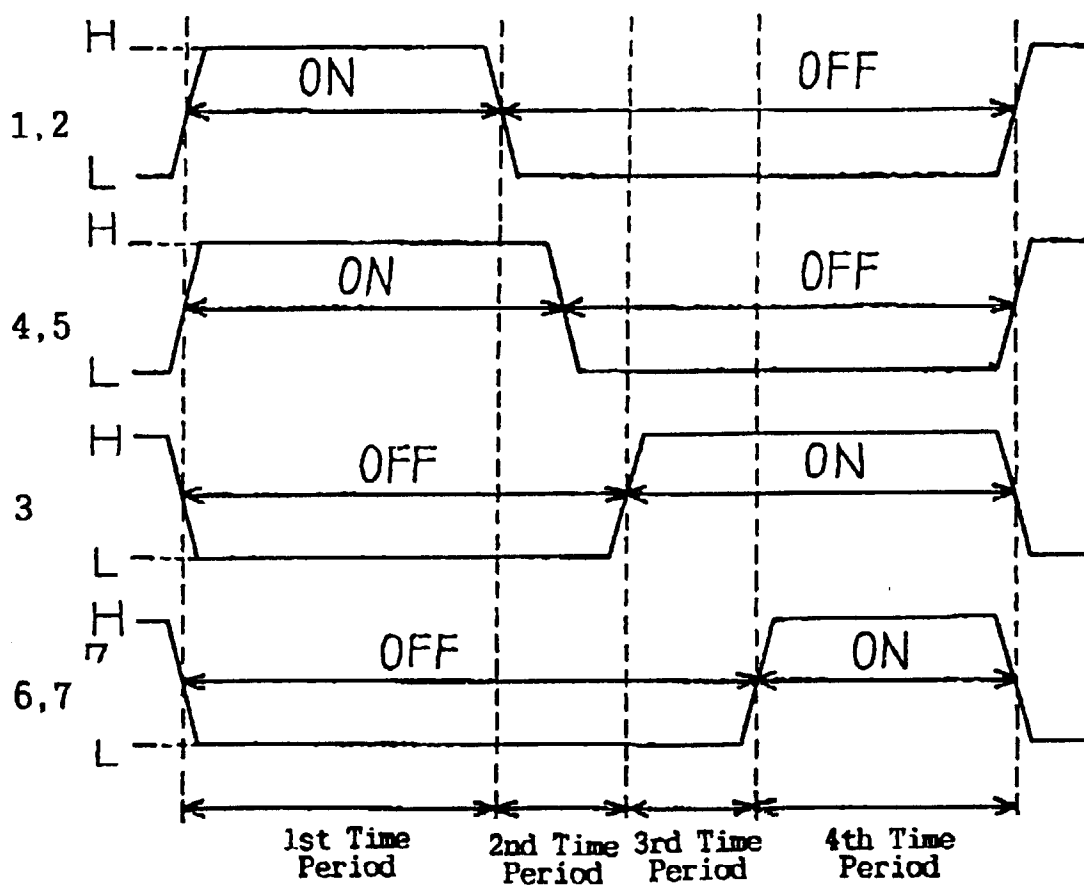 H
ON
OFF
1,2
L
H
ON
OFF
4,5
L
H
OFF
ON
3
L
H
7
OFF
ON
6,7
L
1st Time Period
2nd Time Period
3rd Time Period
4th Time Period